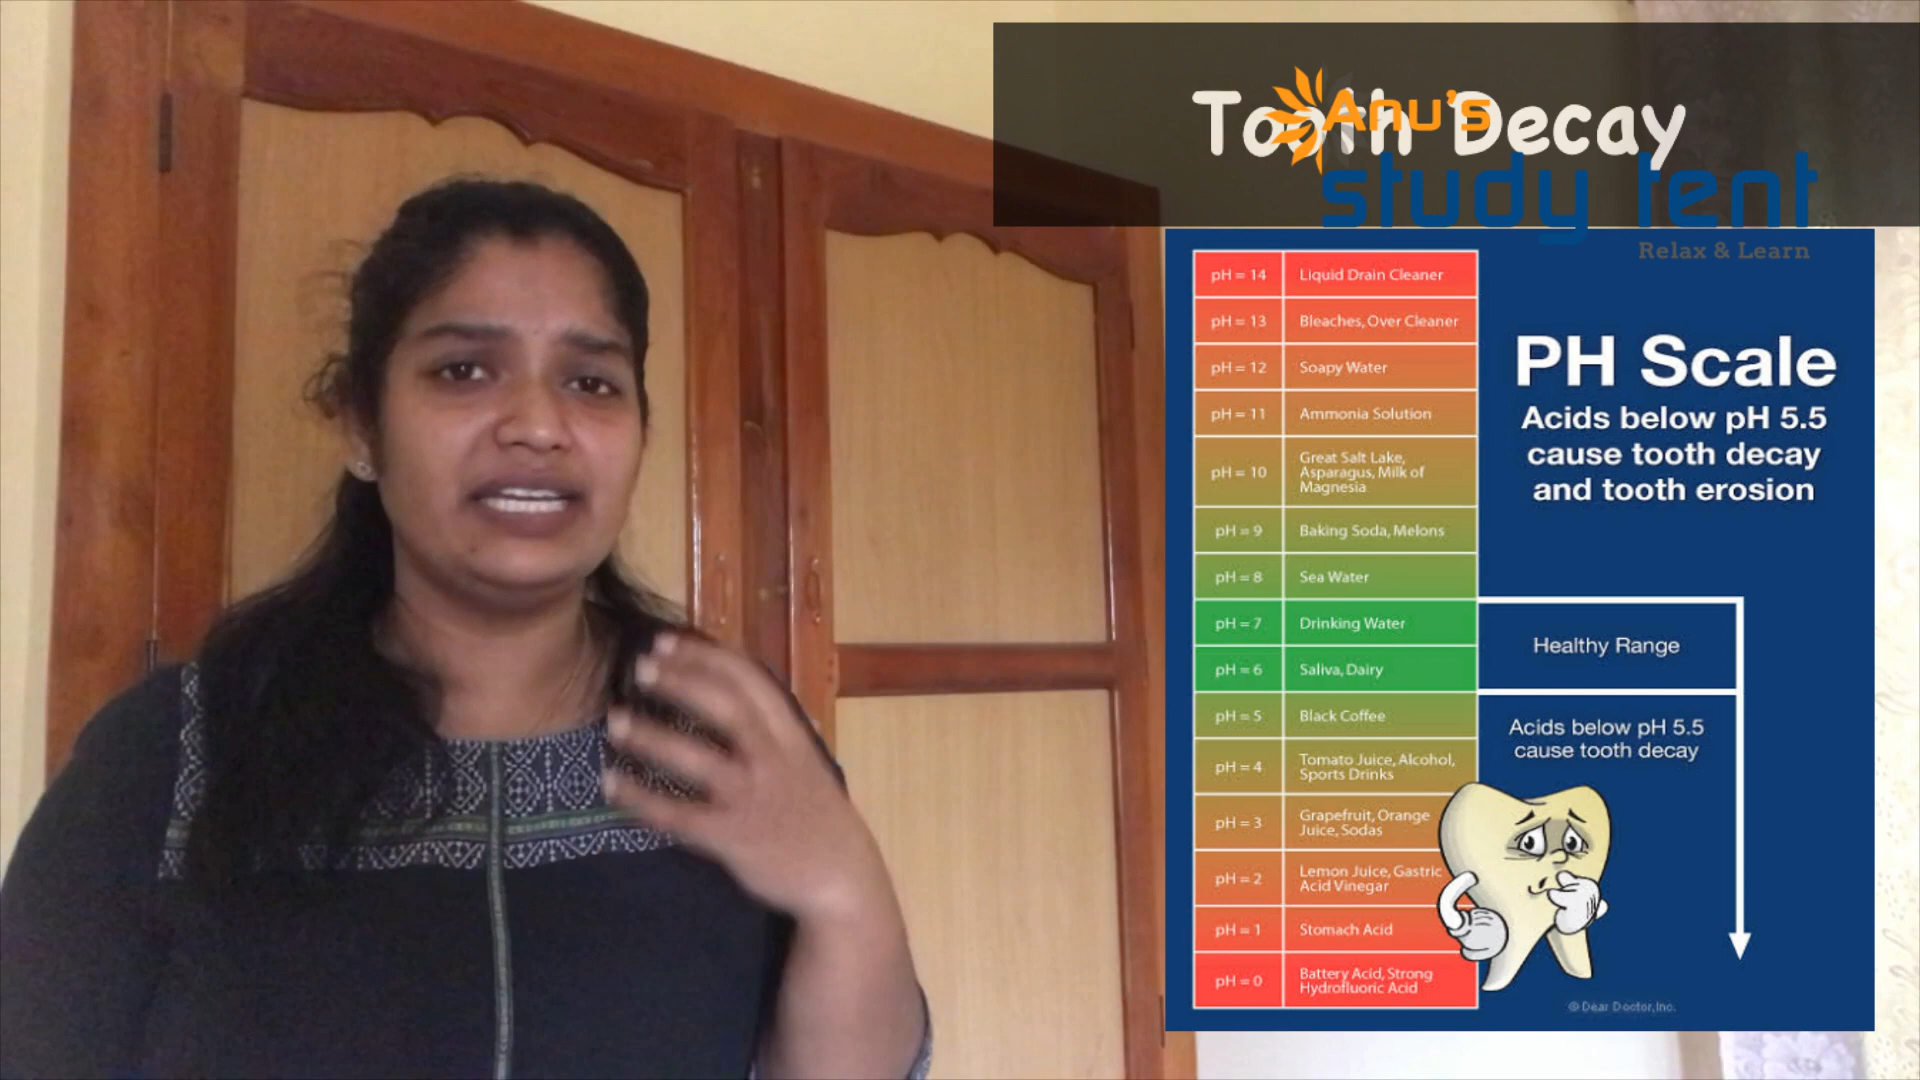 Tooth Decay
Anu's
study tent
Relax & Learn
pH = 14 Liquid Drain Cleaner
pH = 13 Bleaches, Over Cleaner
pH = 12 Soapy Water
pH = 11 Ammonia Solution
pH = 10 Great Salt Lake,
Asparagus, Milk of
Magnesia
pH = 9 Baking Soda, Melons
pH = 8 Sea Water
pH = 7 Drinking Water
pH = 6 Saliva, Dairy
pH = 5 Black Coffee
pH = 4 Tomato Juice, Alcohol,
Sports Drinks
pH = 3 Grapefruit, Orange
Juice, Sodas
pH = 2 Lemon Juice, Gastric
Acid Vinegar
pH = 1 Stomach Acid
pH = 0 Battery Acid, Strong
Hydrofluoric Acid
PH Scale
Acids below pH 5.5
cause tooth decay
and tooth erosion
Healthy Range
Acids below pH 5.5
cause tooth decay
© Dear Doctor, Inc.